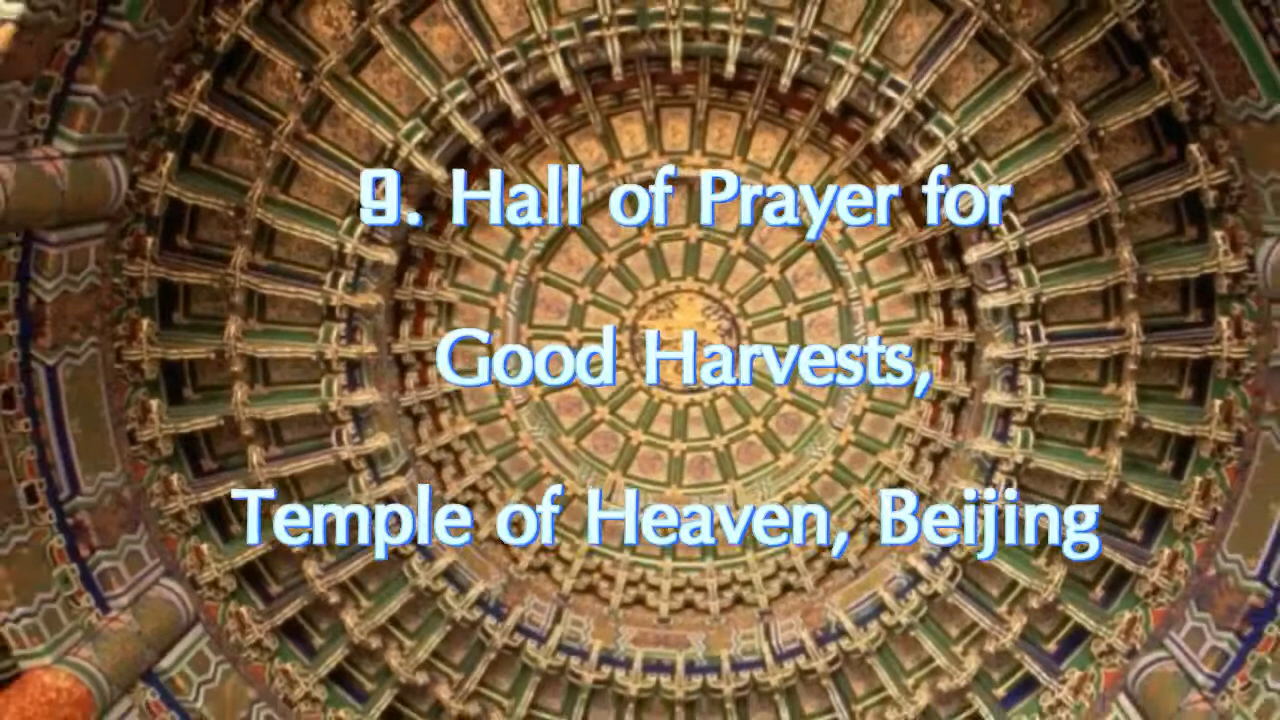 9. Hall of Prayer for
Good Harvests,
Temple of Heaven, Beijing